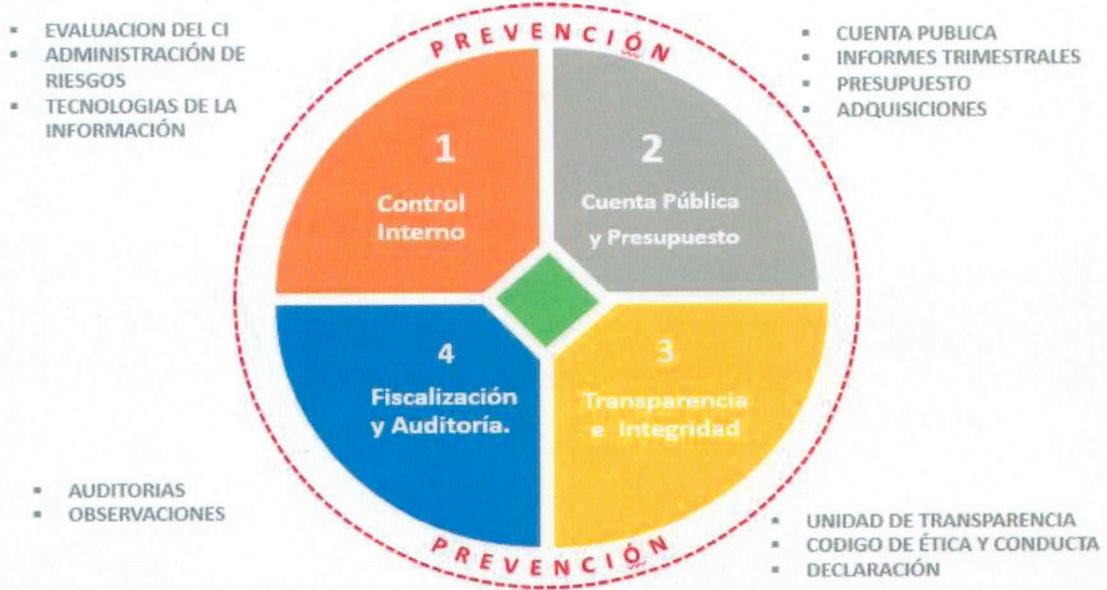 ▪ EVALUACION DEL CI
▪ ADMINISTRACIÓN DE
RIESGOS
▪ TECNOLOGIAS DE LA
INFORMACIÓN
PREVENCIÓN
▪ CUENTA PUBLICA
▪ INFORMES TRIMESTRALES
▪ PRESUPUESTO
▪ ADQUISICIONES
1
Control
Interno
2
Cuenta Pública
y Presupuesto
4
Fiscalización
y Auditoría.
3
Transparencia
e Integridad
▪ AUDITORIAS
▪ OBSERVACIONES
PREVENCIÓN
▪ UNIDAD DE TRANSPARENCIA
▪ CODIGO DE ÉTICA Y CONDUCTA
▪ DECLARACIÓN